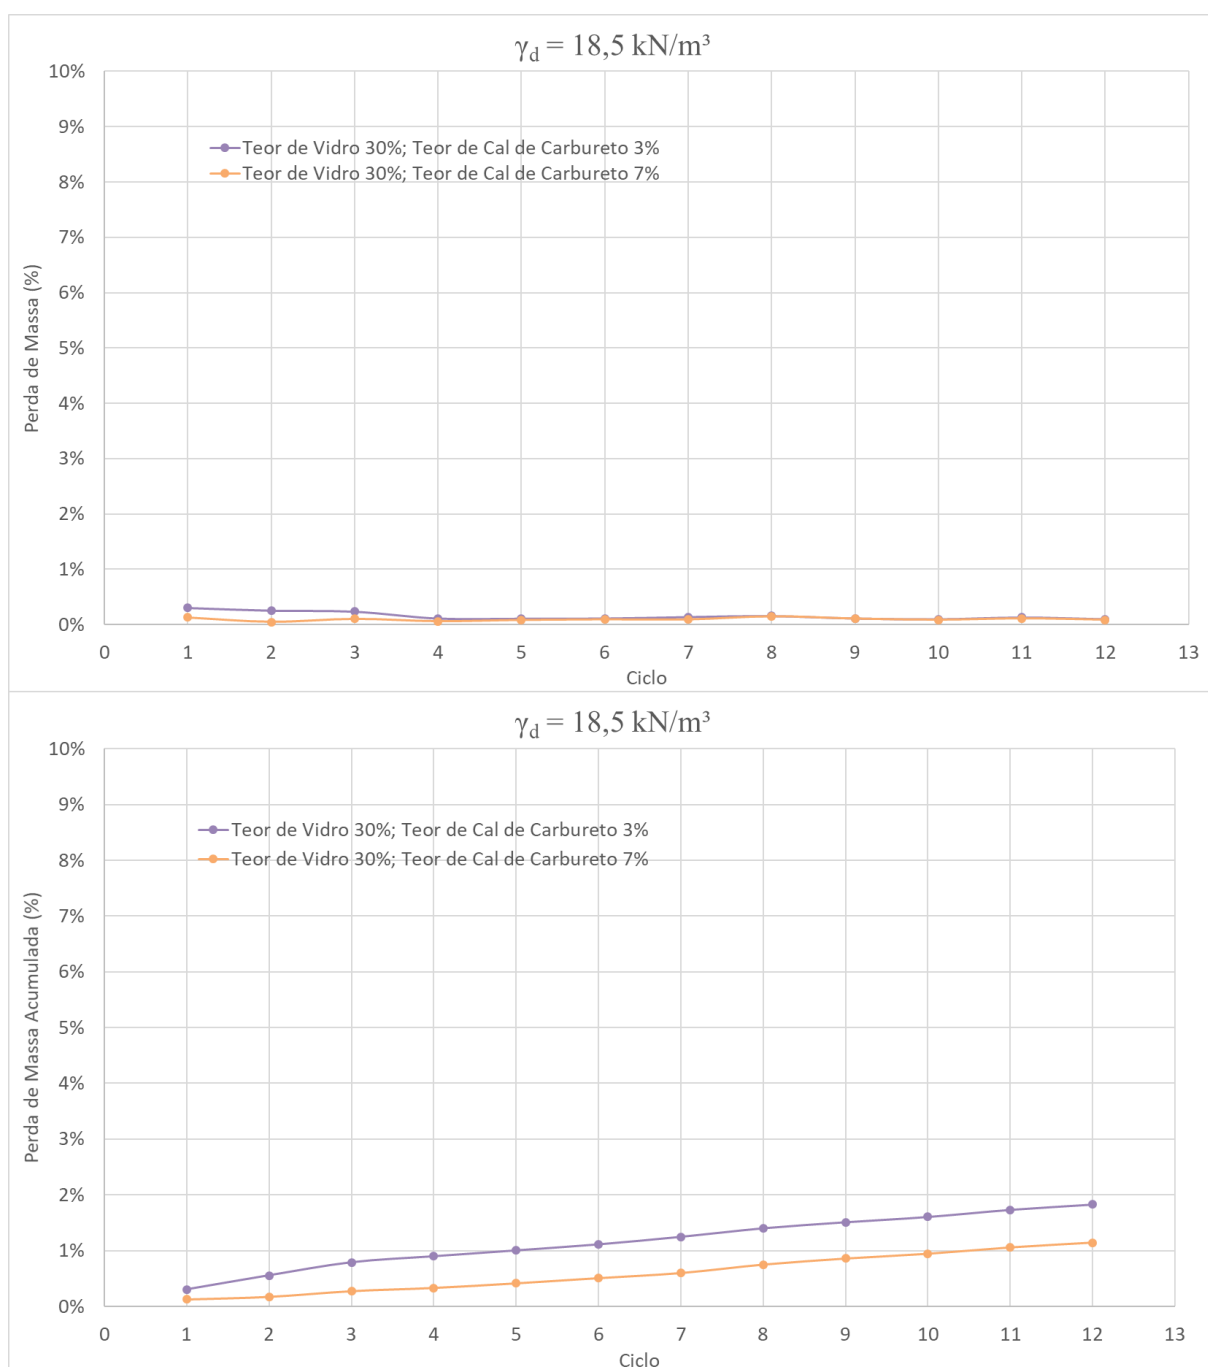 γd = 18,5 kN/m³
10%
9%
Teor de Vidro 30%; Teor de Cal de Carbureto 3%
Teor de Vidro 30%; Teor de Cal de Carbureto 7%
8%
7%
6%
5%
4%
3%
2%
1%
0%
Perda de Massa (%)
0 1 2 3 4 5 6 7 8 9 10 11 12 13
Ciclo
γd = 18,5 kN/m³
10%
9%
Teor de Vidro 30%; Teor de Cal de Carbureto 3%
Teor de Vidro 30%; Teor de Cal de Carbureto 7%
8%
7%
6%
5%
4%
3%
2%
1%
0%
Perda de Massa Acumulada (%)
0 1 2 3 4 5 6 7 8 9 10 11 12 13
Ciclo